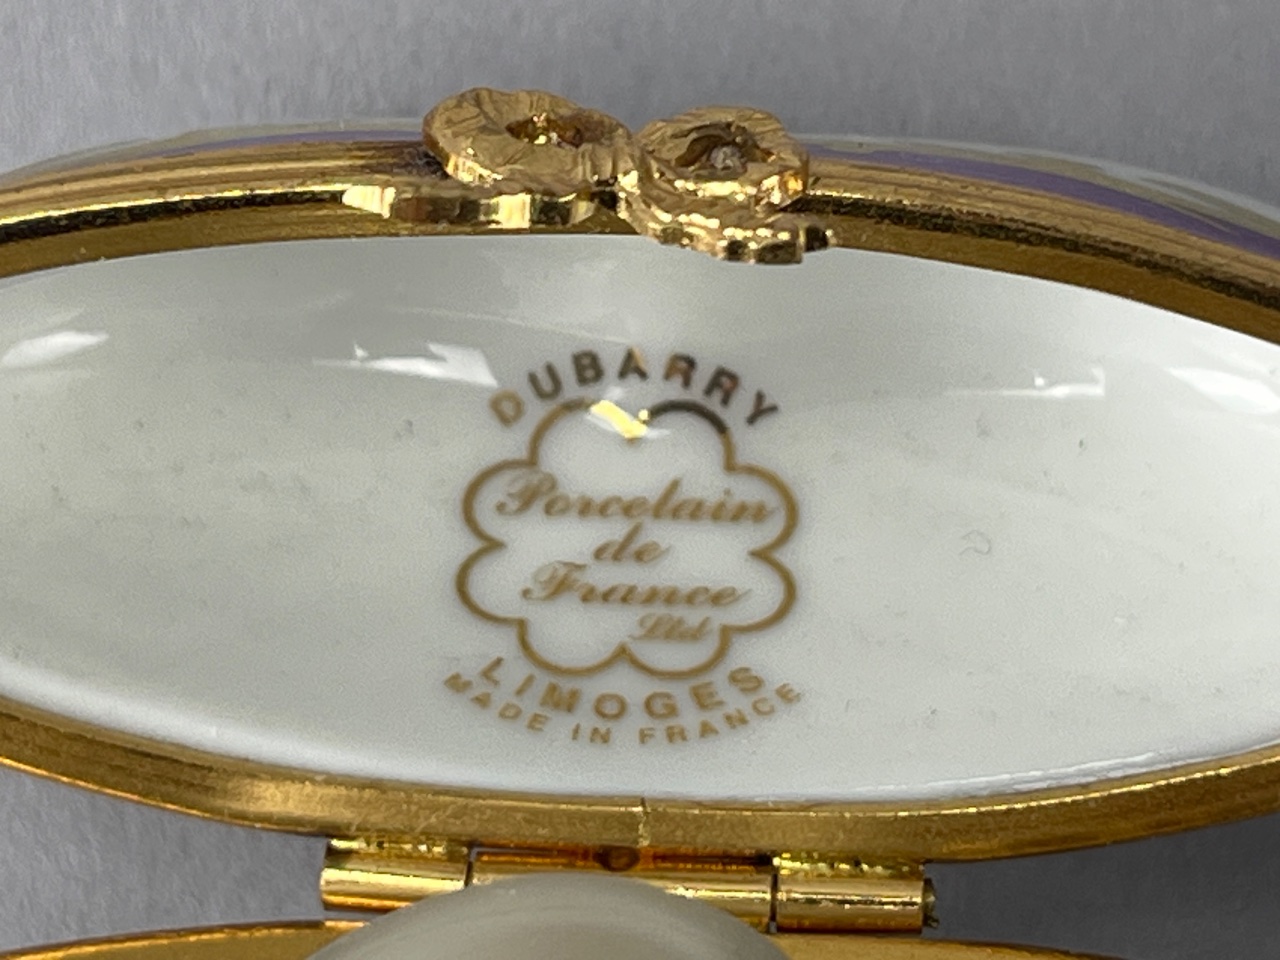 DUBARRY
Porcelain
de
France
Ltd
LIMOGES
MADE IN FRANCE